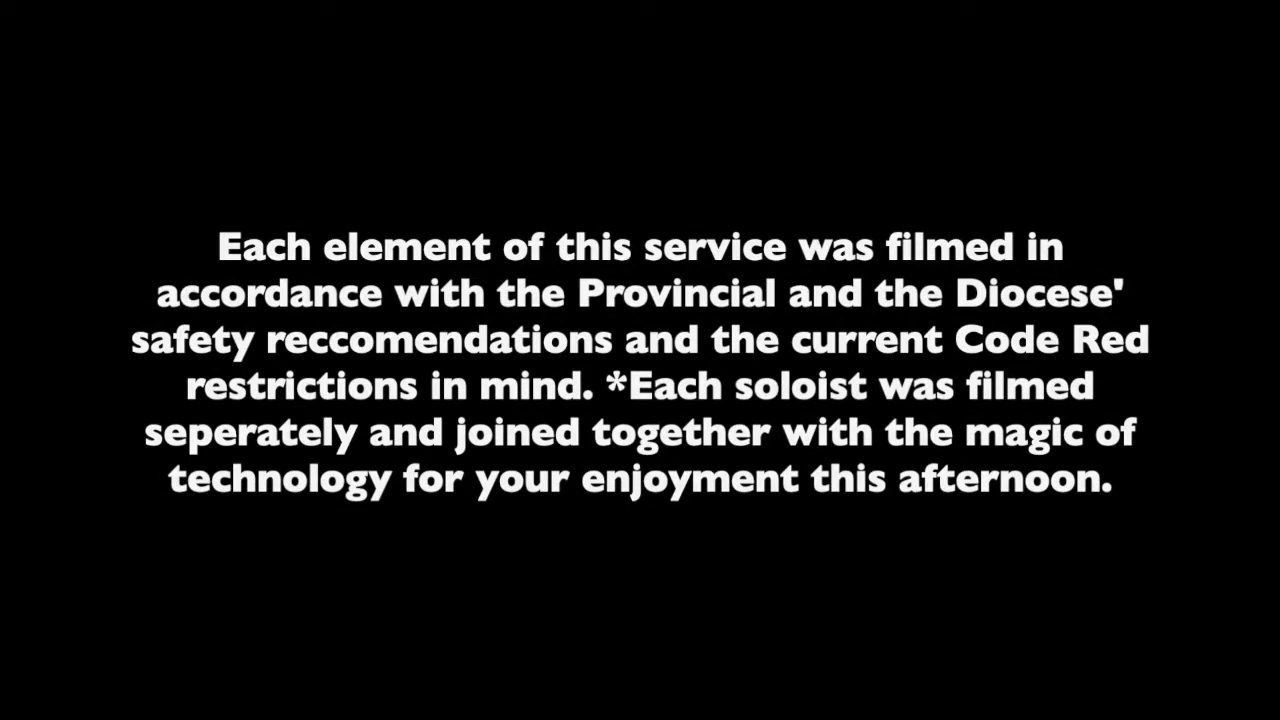 Each element of this service was filmed in
accordance with the Provincial and the Diocese'
safety reccomendations and the current Code Red
restrictions in mind. *Each soloist was filmed
seperately and joined together with the magic of
technology for your enjoyment this afternoon.